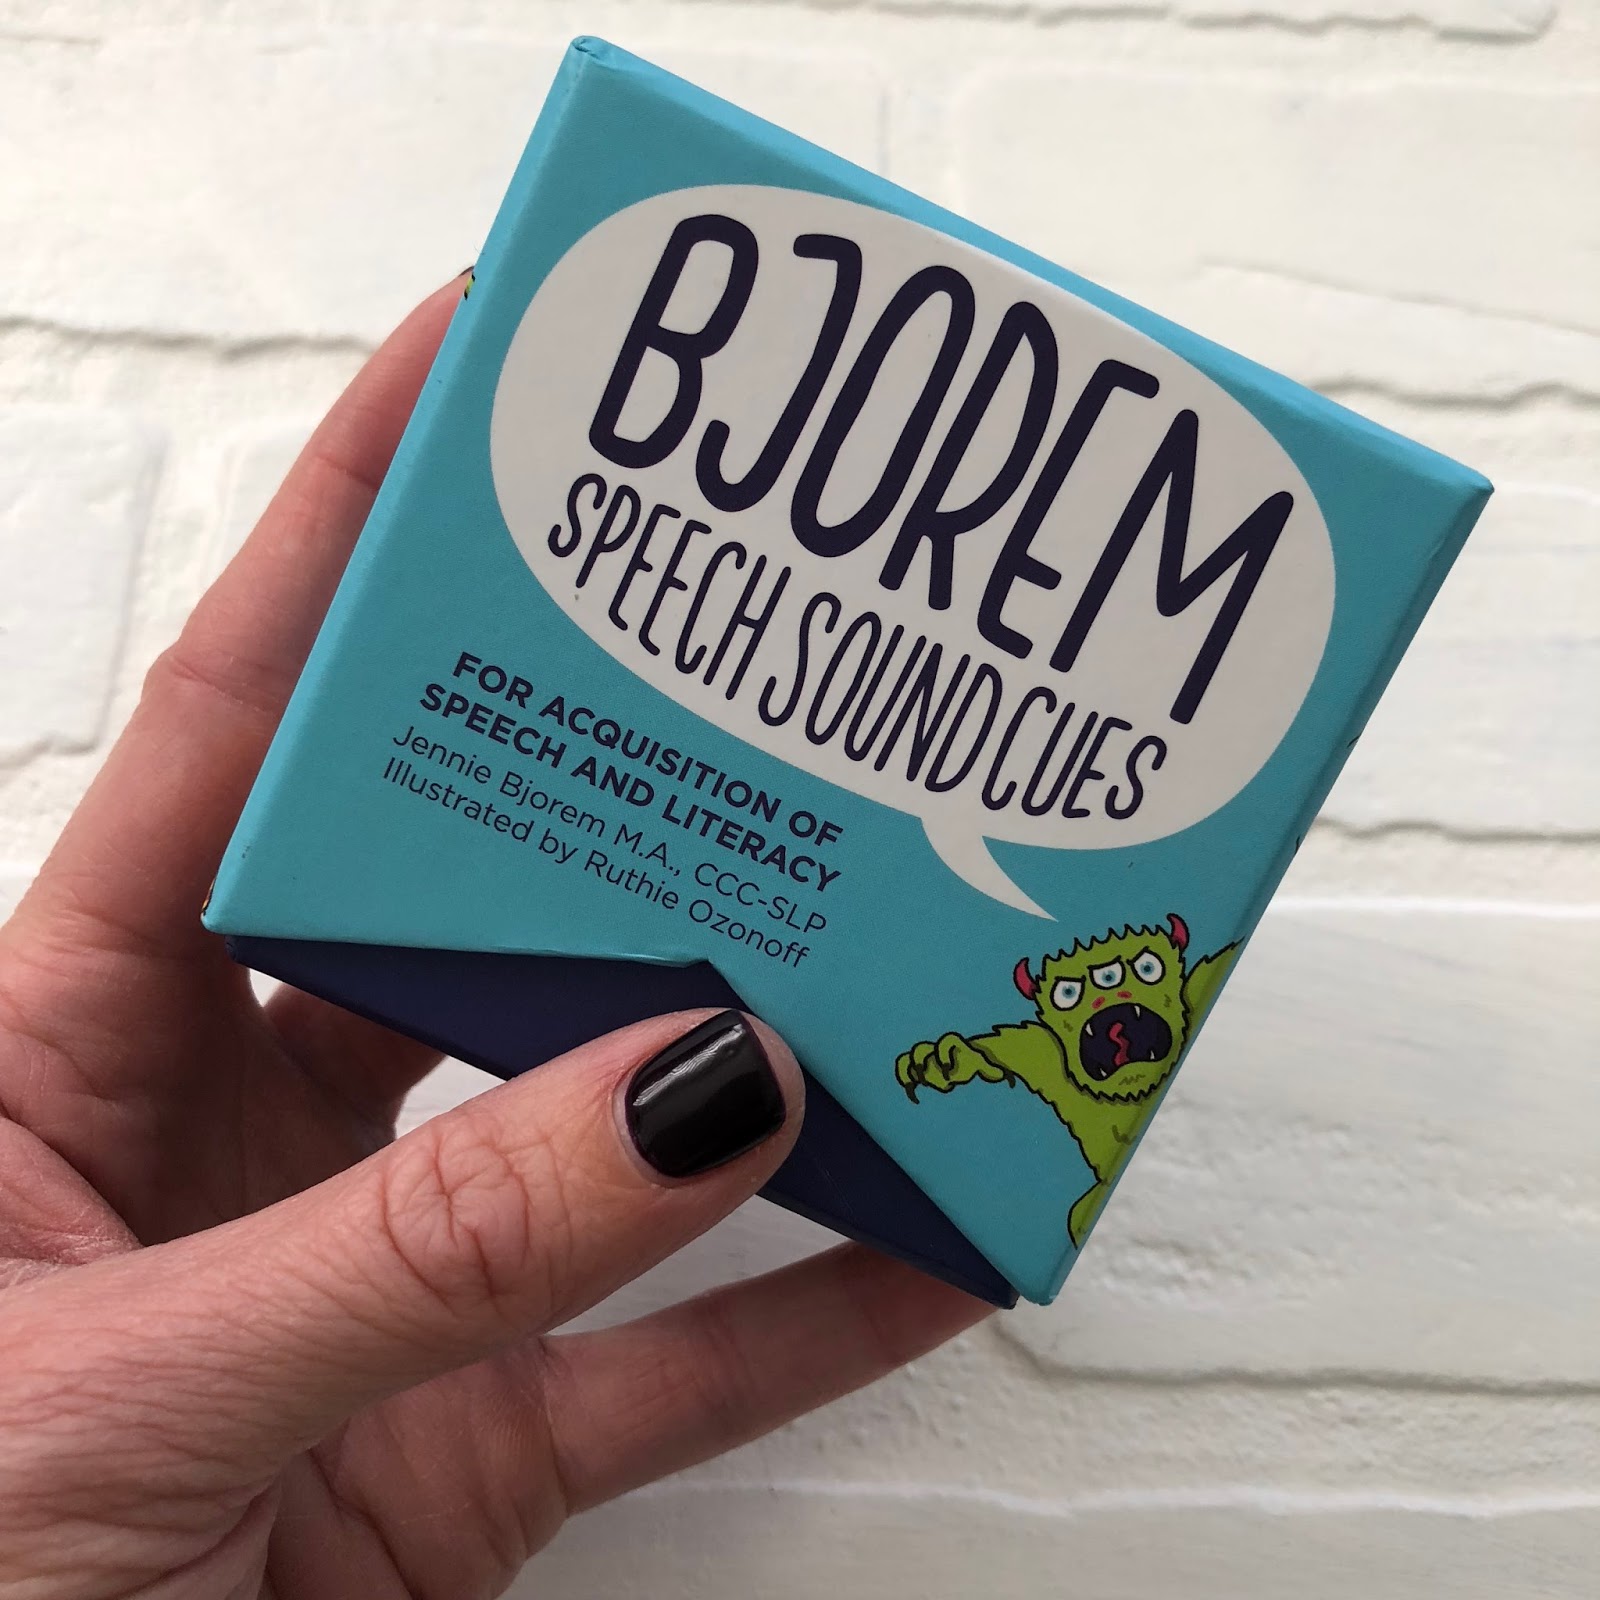 BJOREM
SPEECH SOUND CUES
FOR ACQUISITION OF
SPEECH AND LITERACY
Jennie Bjorem M.A., CCC-SLP
Illustrated by Ruthie Ozonoff